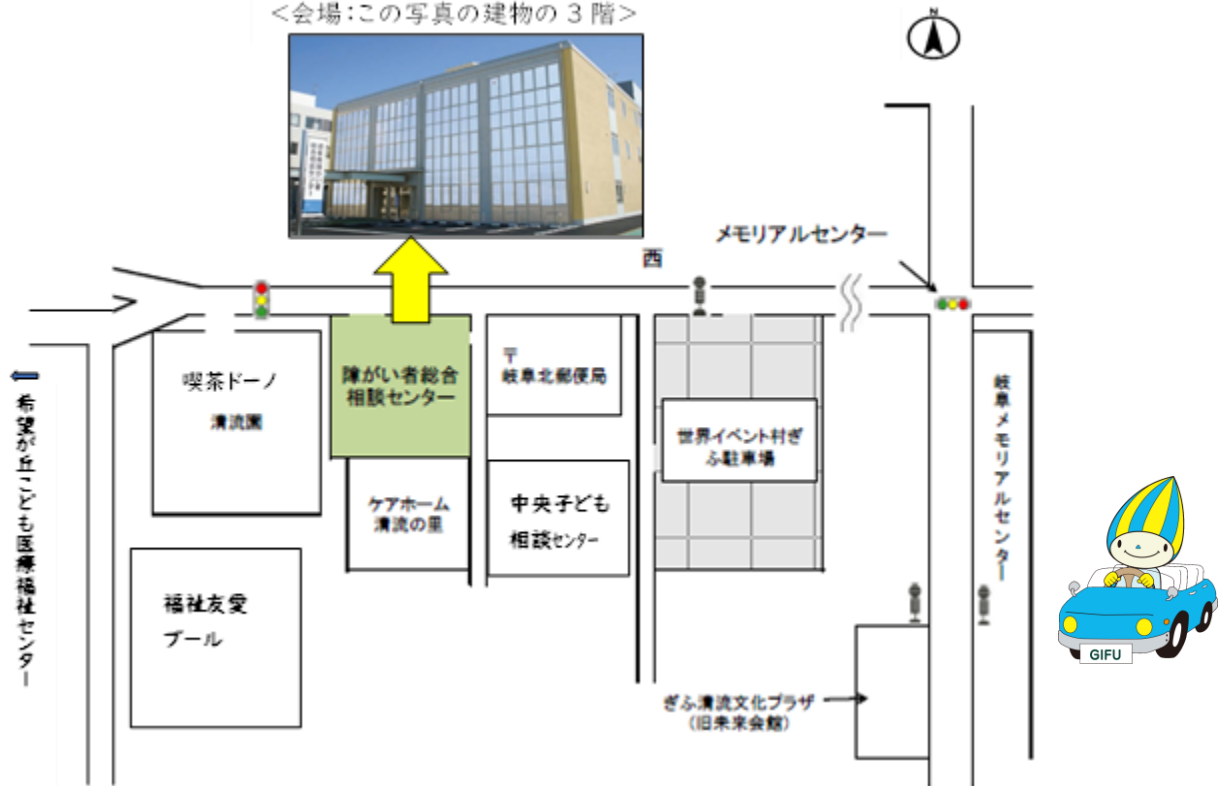 <会場:この写真の建物の3階>
N
メモリアルセンター
西
喫茶ドーノ
清流園
障がい者総合
相談センター
〒
岐阜北郵便局
世界イベント村ぎ
ふ駐車場
ケアホーム
清流の里
中央子ども
相談センター
福祉友愛
プール
希望が丘こども医療福祉センター
岐阜メモリアルセンター
ぎふ清流文化プラザ
(旧未来会館)
GIFU